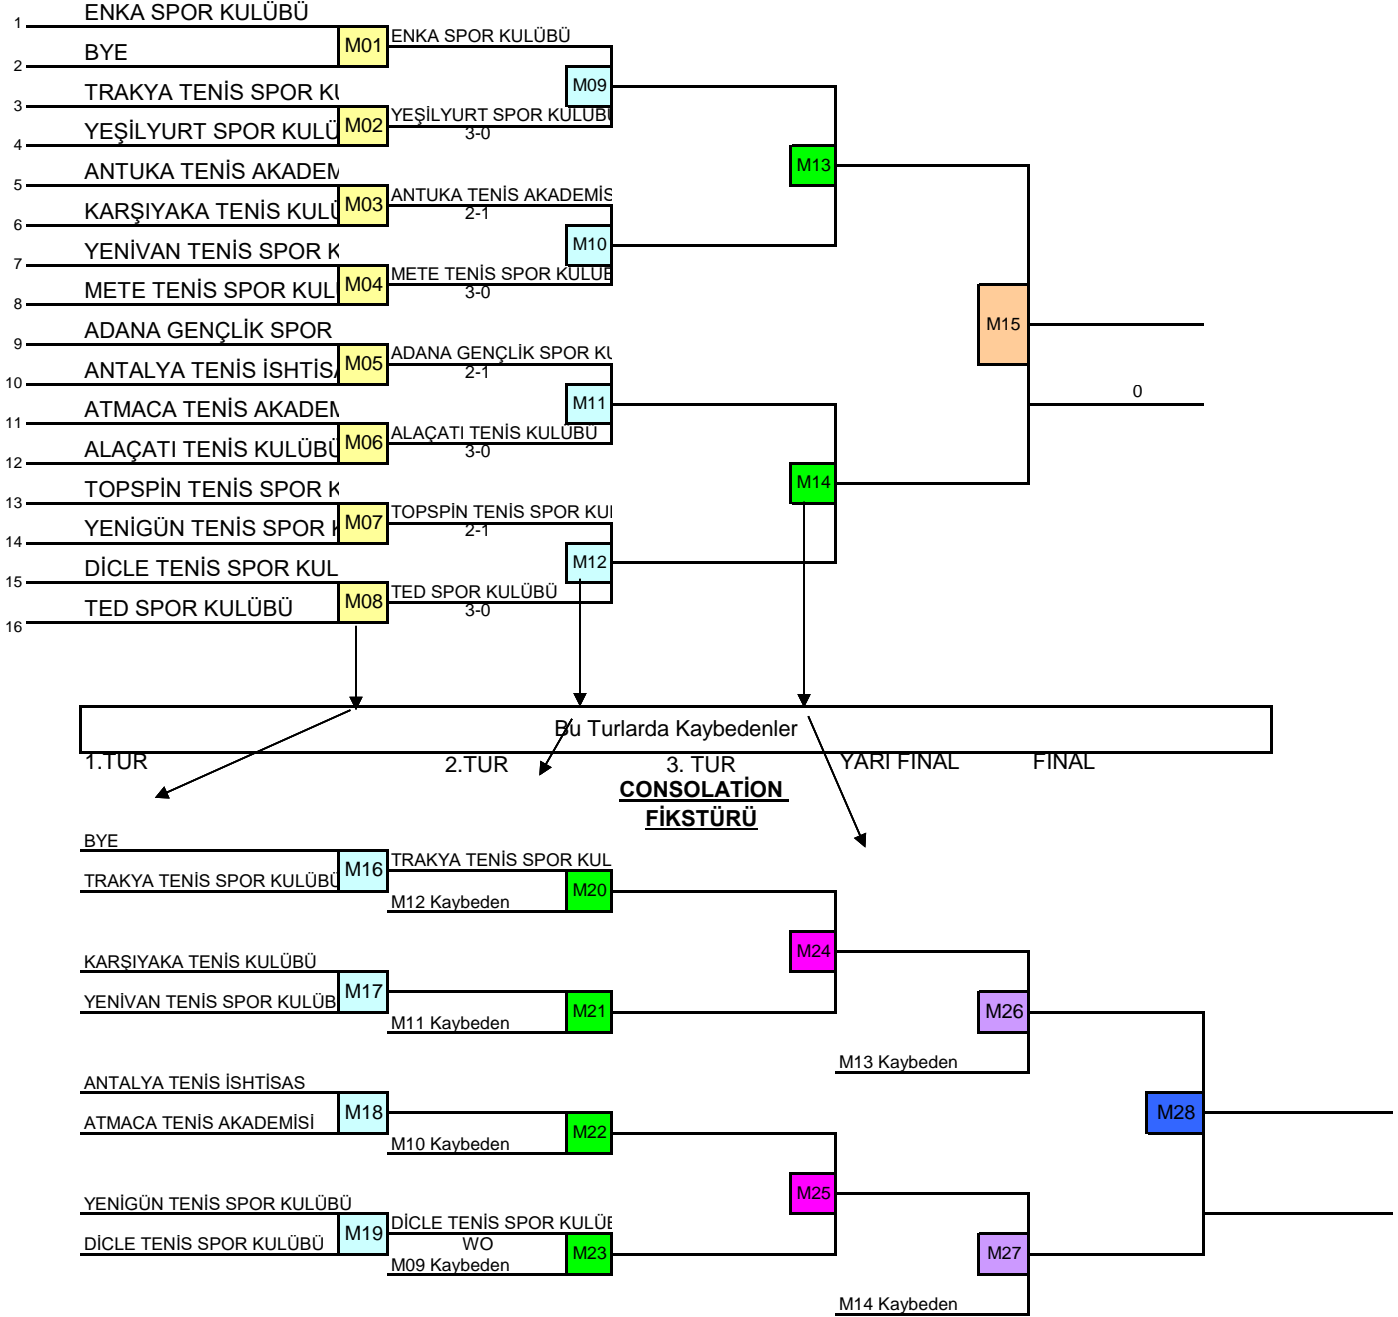 1 ENKA SPOR KULÜBÜ
M01 ENKA SPOR KULÜBÜ
2 BYE
M09
3 TRAKYA TENİS SPOR KU
M02 YEŞİLYURT SPOR KULÜBÜ
3-0
4 YEŞİLYURT SPOR KULÜ
M13
5 ANTUKA TENİS AKADEM
M03 ANTUKA TENİS AKADEMİS
2-1
6 KARŞIYAKA TENİS KULÜ
M10
7 YENİVAN TENİS SPOR K
M04 METE TENİS SPOR KULÜB
3-0
8 METE TENİS SPOR KUL
M15
9 ADANA GENÇLİK SPOR
M05 ADANA GENÇLİK SPOR KU
2-1
10 ANTALYA TENİS İSHTİSA
0
M11
11 ATMACA TENİS AKADEM
M06 ALAÇATI TENİS KULÜBÜ
3-0
12 ALAÇATI TENİS KULÜBÜ
M14
13 TOPSPİN TENİS SPOR K
M07 TOPSPİN TENİS SPOR KU
2-1
14 YENİGÜN TENİS SPOR K
M12
15 DİCLE TENİS SPOR KUL
M08 TED SPOR KULÜBÜ
3-0
16 TED SPOR KULÜBÜ
Bu Turlarda Kaybedenler
1.TUR 2.TUR 3. TUR YARI FİNAL FİNAL
CONSOLATİON
FİKSTÜRÜ
BYE
M16 TRAKYA TENİS SPOR KUL
TRAKYA TENİS SPOR KULÜBÜ
M20
M12 Kaybeden
M24
KARŞIYAKA TENİS KULÜBÜ
M17
YENİVAN TENİS SPOR KULÜB
M21
M11 Kaybeden
M26
M13 Kaybeden
ANTALYA TENİS İSHTİSAS
M18
M28
ATMACA TENİS AKADEMİSİ
M22
M10 Kaybeden
M25
YENİGÜN TENİS SPOR KULÜBÜ
M19 DİCLE TENİS SPOR KULÜB
WO
DİCLE TENİS SPOR KULÜBÜ
M23
M27
M09 Kaybeden
M14 Kaybeden